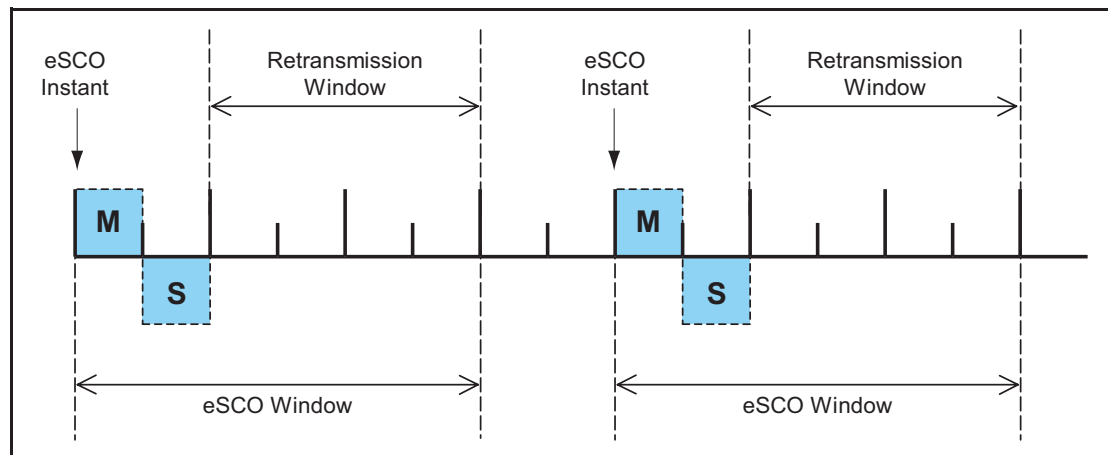 eSCO
Instant
Retransmission
Window
eSCO
Instant
Retransmission
Window
M
S
M
S
eSCO Window
eSCO Window